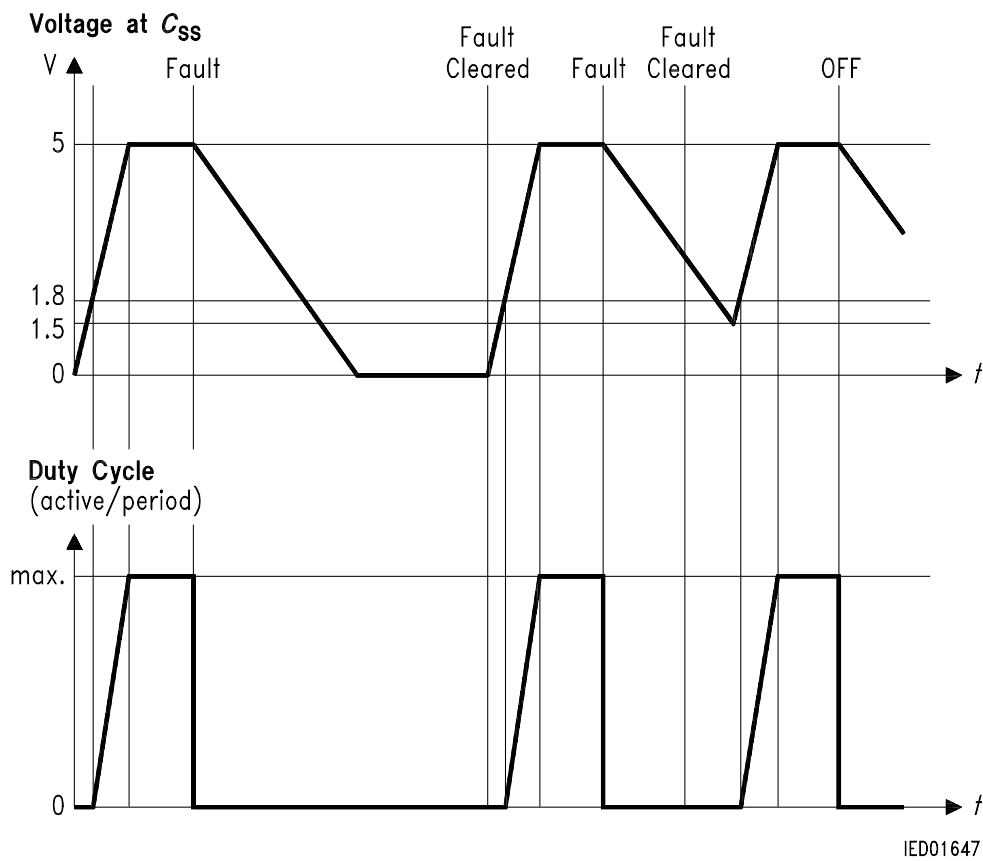 Voltage at CSS
V
Fault
Fault
Cleared
Fault
Fault
Cleared
OFF
5
1.8
1.5
0
t
Duty Cycle
(active/period)
max.
0
t
IED01647